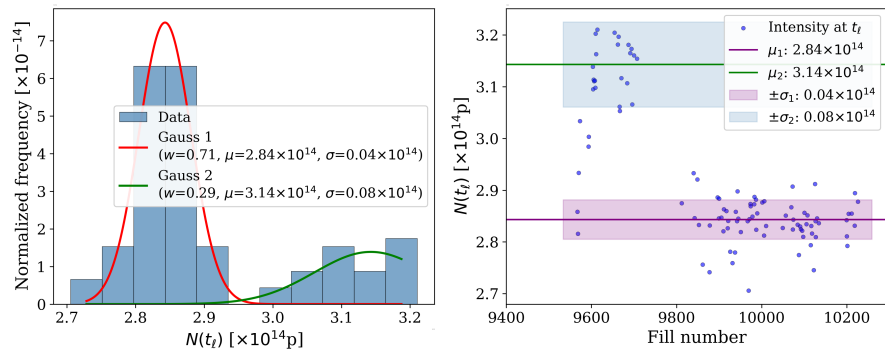 Normalized frequency [×10⁻¹⁴]
7
6
5
4
3
2
1
0
Data
Gauss 1
(w=0.71, μ=2.84×10¹⁴, σ=0.04×10¹⁴)
Gauss 2
(w=0.29, μ=3.14×10¹⁴, σ=0.08×10¹⁴)
2.7 2.8 2.9 3.0 3.1 3.2
N(tℓ) [×10¹⁴p]
N(tℓ) [×10¹⁴p]
3.2
3.1
3.0
2.9
2.8
2.7
Intensity at tℓ
μ₁: 2.84×10¹⁴
μ₂: 3.14×10¹⁴
±σ₁: 0.04×10¹⁴
±σ₂: 0.08×10¹⁴
9400 9600 9800 10000 10200
Fill number